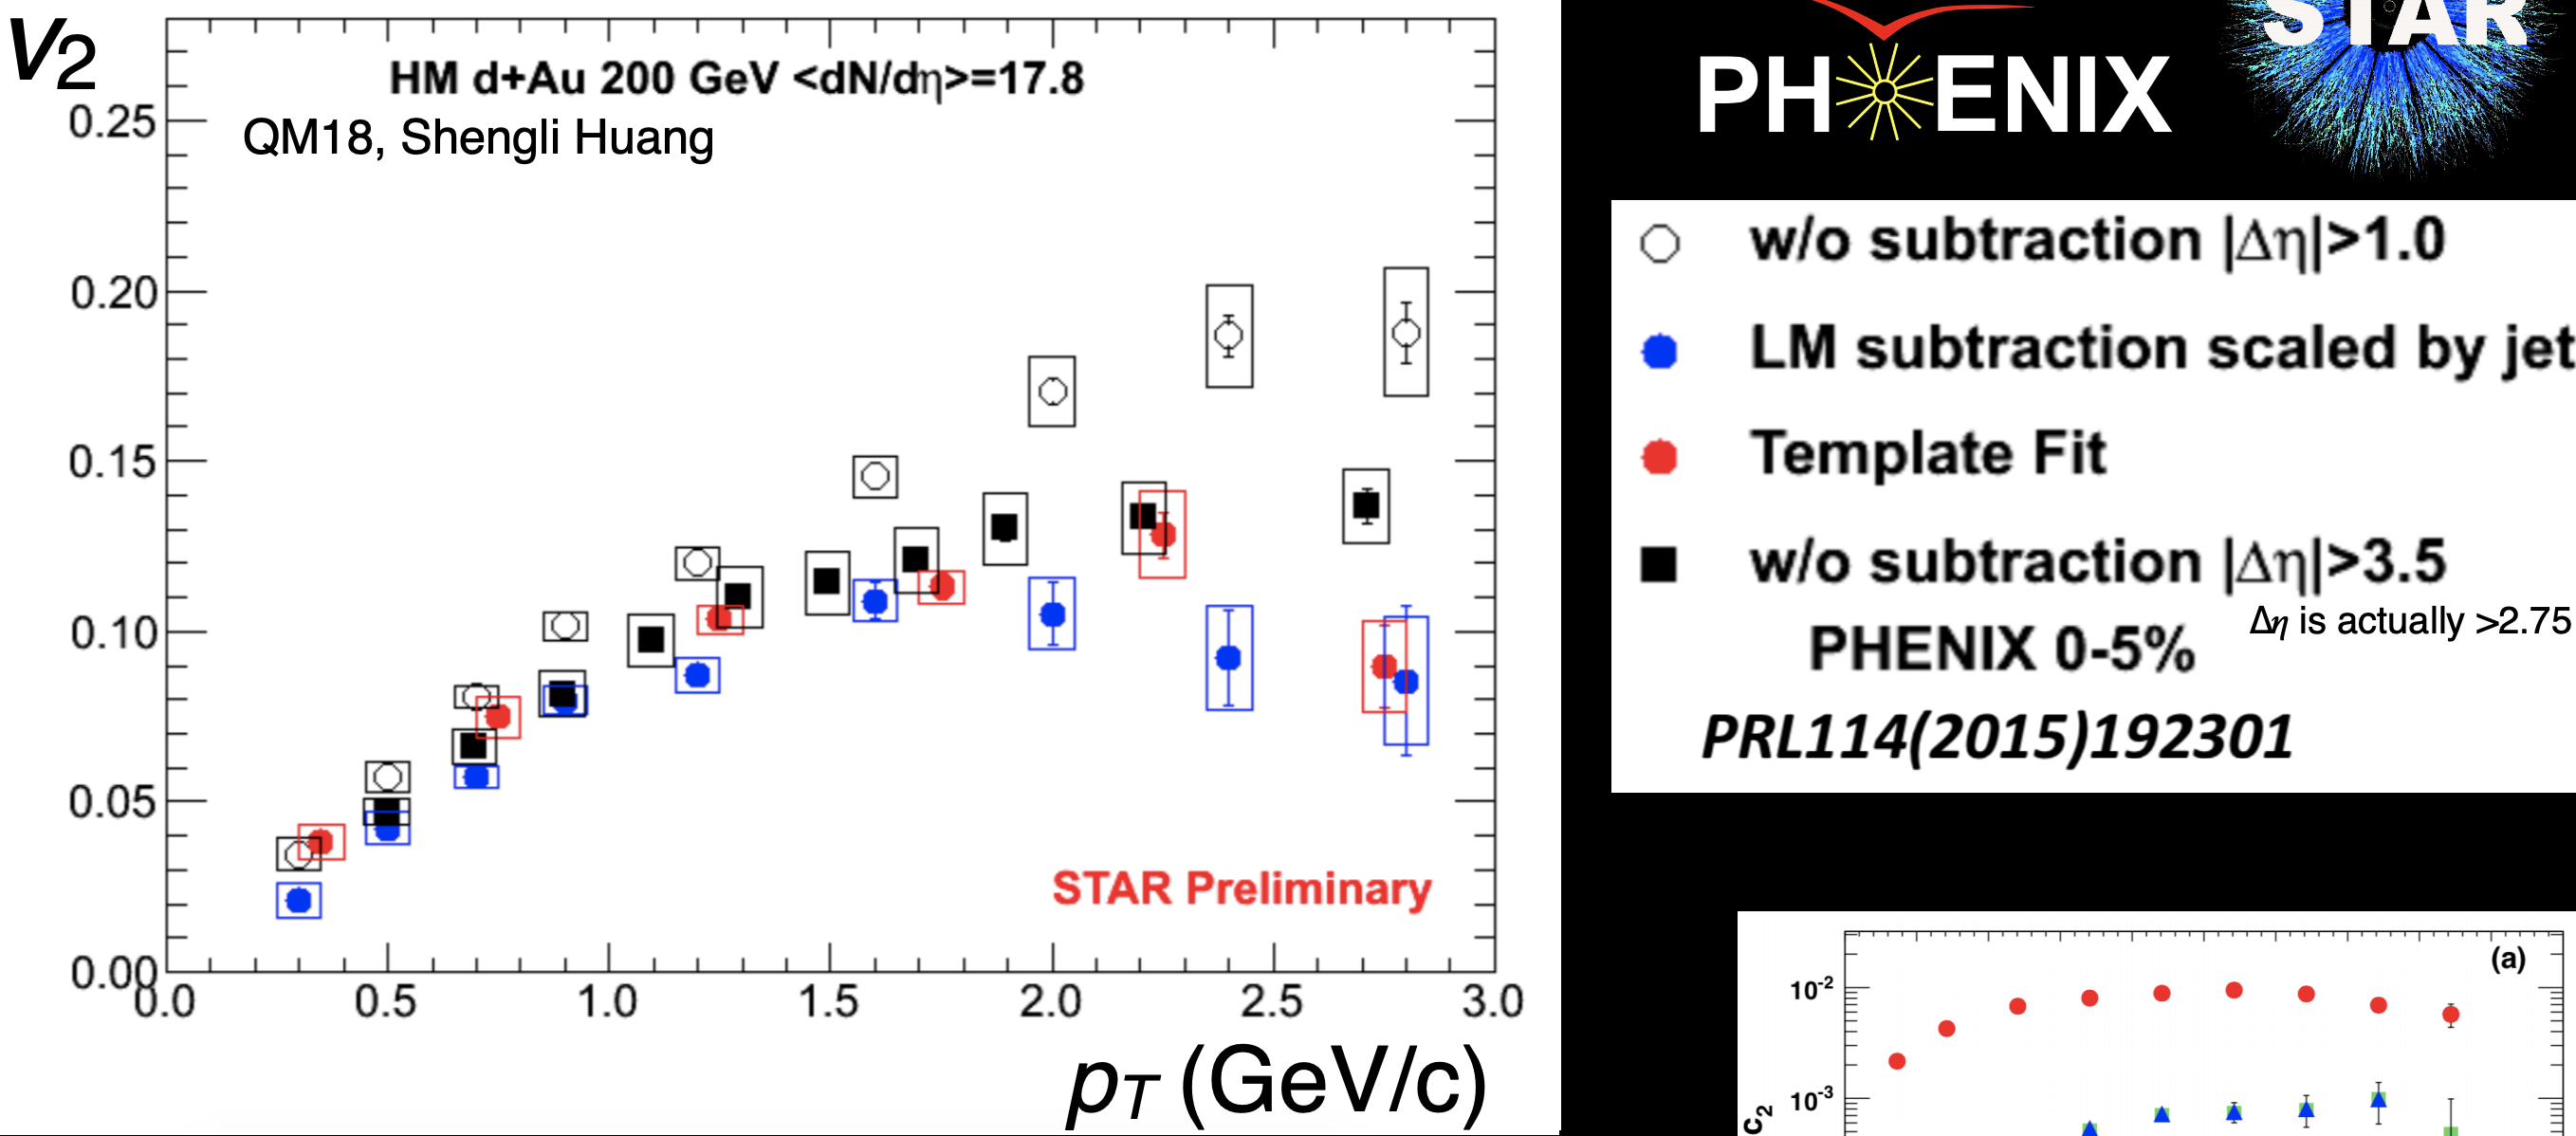 V2
HM d+Au 200 GeV <dN/dη>=17.8
QM18, Shengli Huang
0.25
0.20
0.15
0.10
0.05
0.00
0.0 0.5 1.0 1.5 2.0 2.5 3.0
STAR Preliminary
pT (GeV/c)
PHENIX
STAR
w/o subtraction |Δη|>1.0
LM subtraction scaled by jet
Template Fit
w/o subtraction |Δη|>3.5
Δη is actually >2.75
PHENIX 0-5%
PRL114(2015)192301
(a)
10-2
10-3
c2